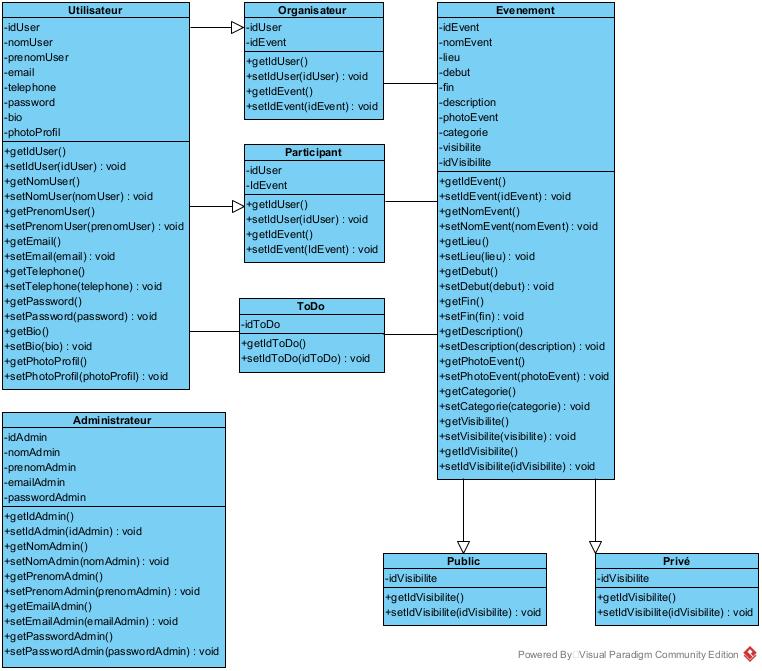 Utilisateur
-idUser
-nomUser
-prenomUser
-email
-telephone
-password
-bio
-photoProfil
+getIdUser()
+setIdUser(idUser) : void
+getNomUser()
+setNomUser(nomUser) : void
+getPrenomUser()
+setPrenomUser(prenomUser) : void
+getEmail()
+setEmail(email) : void
+getTelephone()
+setTelephone(telephone) : void
+getPassword()
+setPassword(password) : void
+getBio()
+setBio(bio) : void
+getPhotoProfil()
+setPhotoProfil(photoProfil) : void
Organisateur
-idUser
-idEvent
+getIdUser()
+setIdUser(idUser) : void
+getIdEvent()
+setIdEvent(idEvent) : void
Participant
-idUser
-IdEvent
+getIdUser()
+setIdUser(idUser) : void
+getIdEvent()
+setIdEvent(IdEvent) : void
ToDo
-idToDo
+getIdToDo()
+setIdToDo(idToDo) : void
Evenement
-idEvent
-nomEvent
-lieu
-debut
-fin
-description
-photoEvent
-categorie
-visibilite
-idVisibilite
+getIdEvent()
+setIdEvent(idEvent) : void
+getNomEvent()
+setNomEvent(nomEvent) : void
+getLieu()
+setLieu(lieu) : void
+getDebut()
+setDebut(debut) : void
+getFin()
+setFin(fin) : void
+getDescription()
+setDescription(description) : void
+getPhotoEvent()
+setPhotoEvent(photoEvent) : void
+getCategorie()
+setCategorie(categorie) : void
+getVisibilite()
+setVisibilite(visibilite) : void
+getIdVisibilite()
+setIdVisibilite(idVisibilite) : void
Administrateur
-idAdmin
-nomAdmin
-prenomAdmin
-emailAdmin
-passwordAdmin
+getIdAdmin()
+setIdAdmin(idAdmin) : void
+getNomAdmin()
+setNomAdmin(nomAdmin) : void
+getPrenomAdmin()
+setPrenomAdmin(prenomAdmin) : void
+getEmailAdmin()
+setEmailAdmin(emailAdmin) : void
+getPasswordAdmin()
+setPasswordAdmin(passwordAdmin) : void
Public
-idVisibilite
+getIdVisibilite()
+setIdVisibilite(idVisibilite) : void
Privé
-idVisibilite
+getIdVisibilite()
+setIdVisibilite(idVisibilite) : void
Powered By Visual Paradigm Community Edition